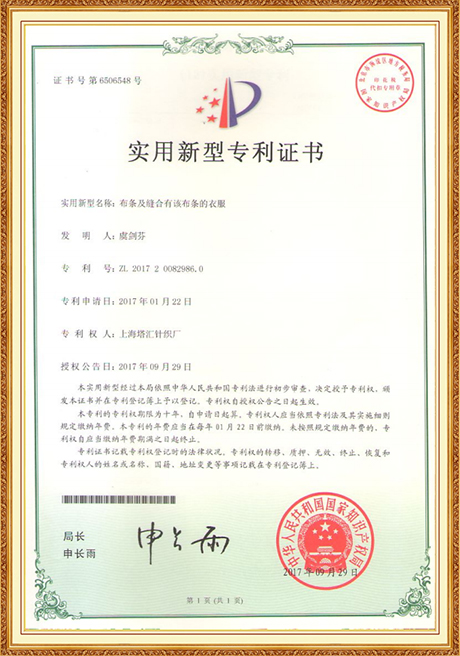 证书号第6506548号
印花税
代扣专用章
实用新型专利证书
实用新型名称：布条及缝合有该布条的衣服
发明人：虞剑芬
专利号：ZL 2017 2 0082986.0
专利申请日：2017年01月22日
专利权人：上海塔汇针织厂
授权公告日：2017年09月29日
本实用新型经过本局依照中华人民共和国专利法进行初步审查，决定授予专利权，颁
发本证书并在专利登记簿上予以登记。专利权自授权公告之日起生效。
本专利的专利权期限为十年，自申请日起算。专利权人应当依照专利法及其实施细则
规定缴纳年费。本专利的年费应当在每年01月22日前缴纳。未按照规定缴纳年费的，专
利权自应当缴纳年费期满之日起终止。
专利证书记载专利权登记时的法律状况。专利权的转移、质押、无效、终止、恢复和
专利权人的姓名或名称、国籍、地址变更等事项记载在专利登记簿上。
局长
申长雨
申长雨
中华人民共和国国家知识产权局
2017年09月29日
第1页（共1页）